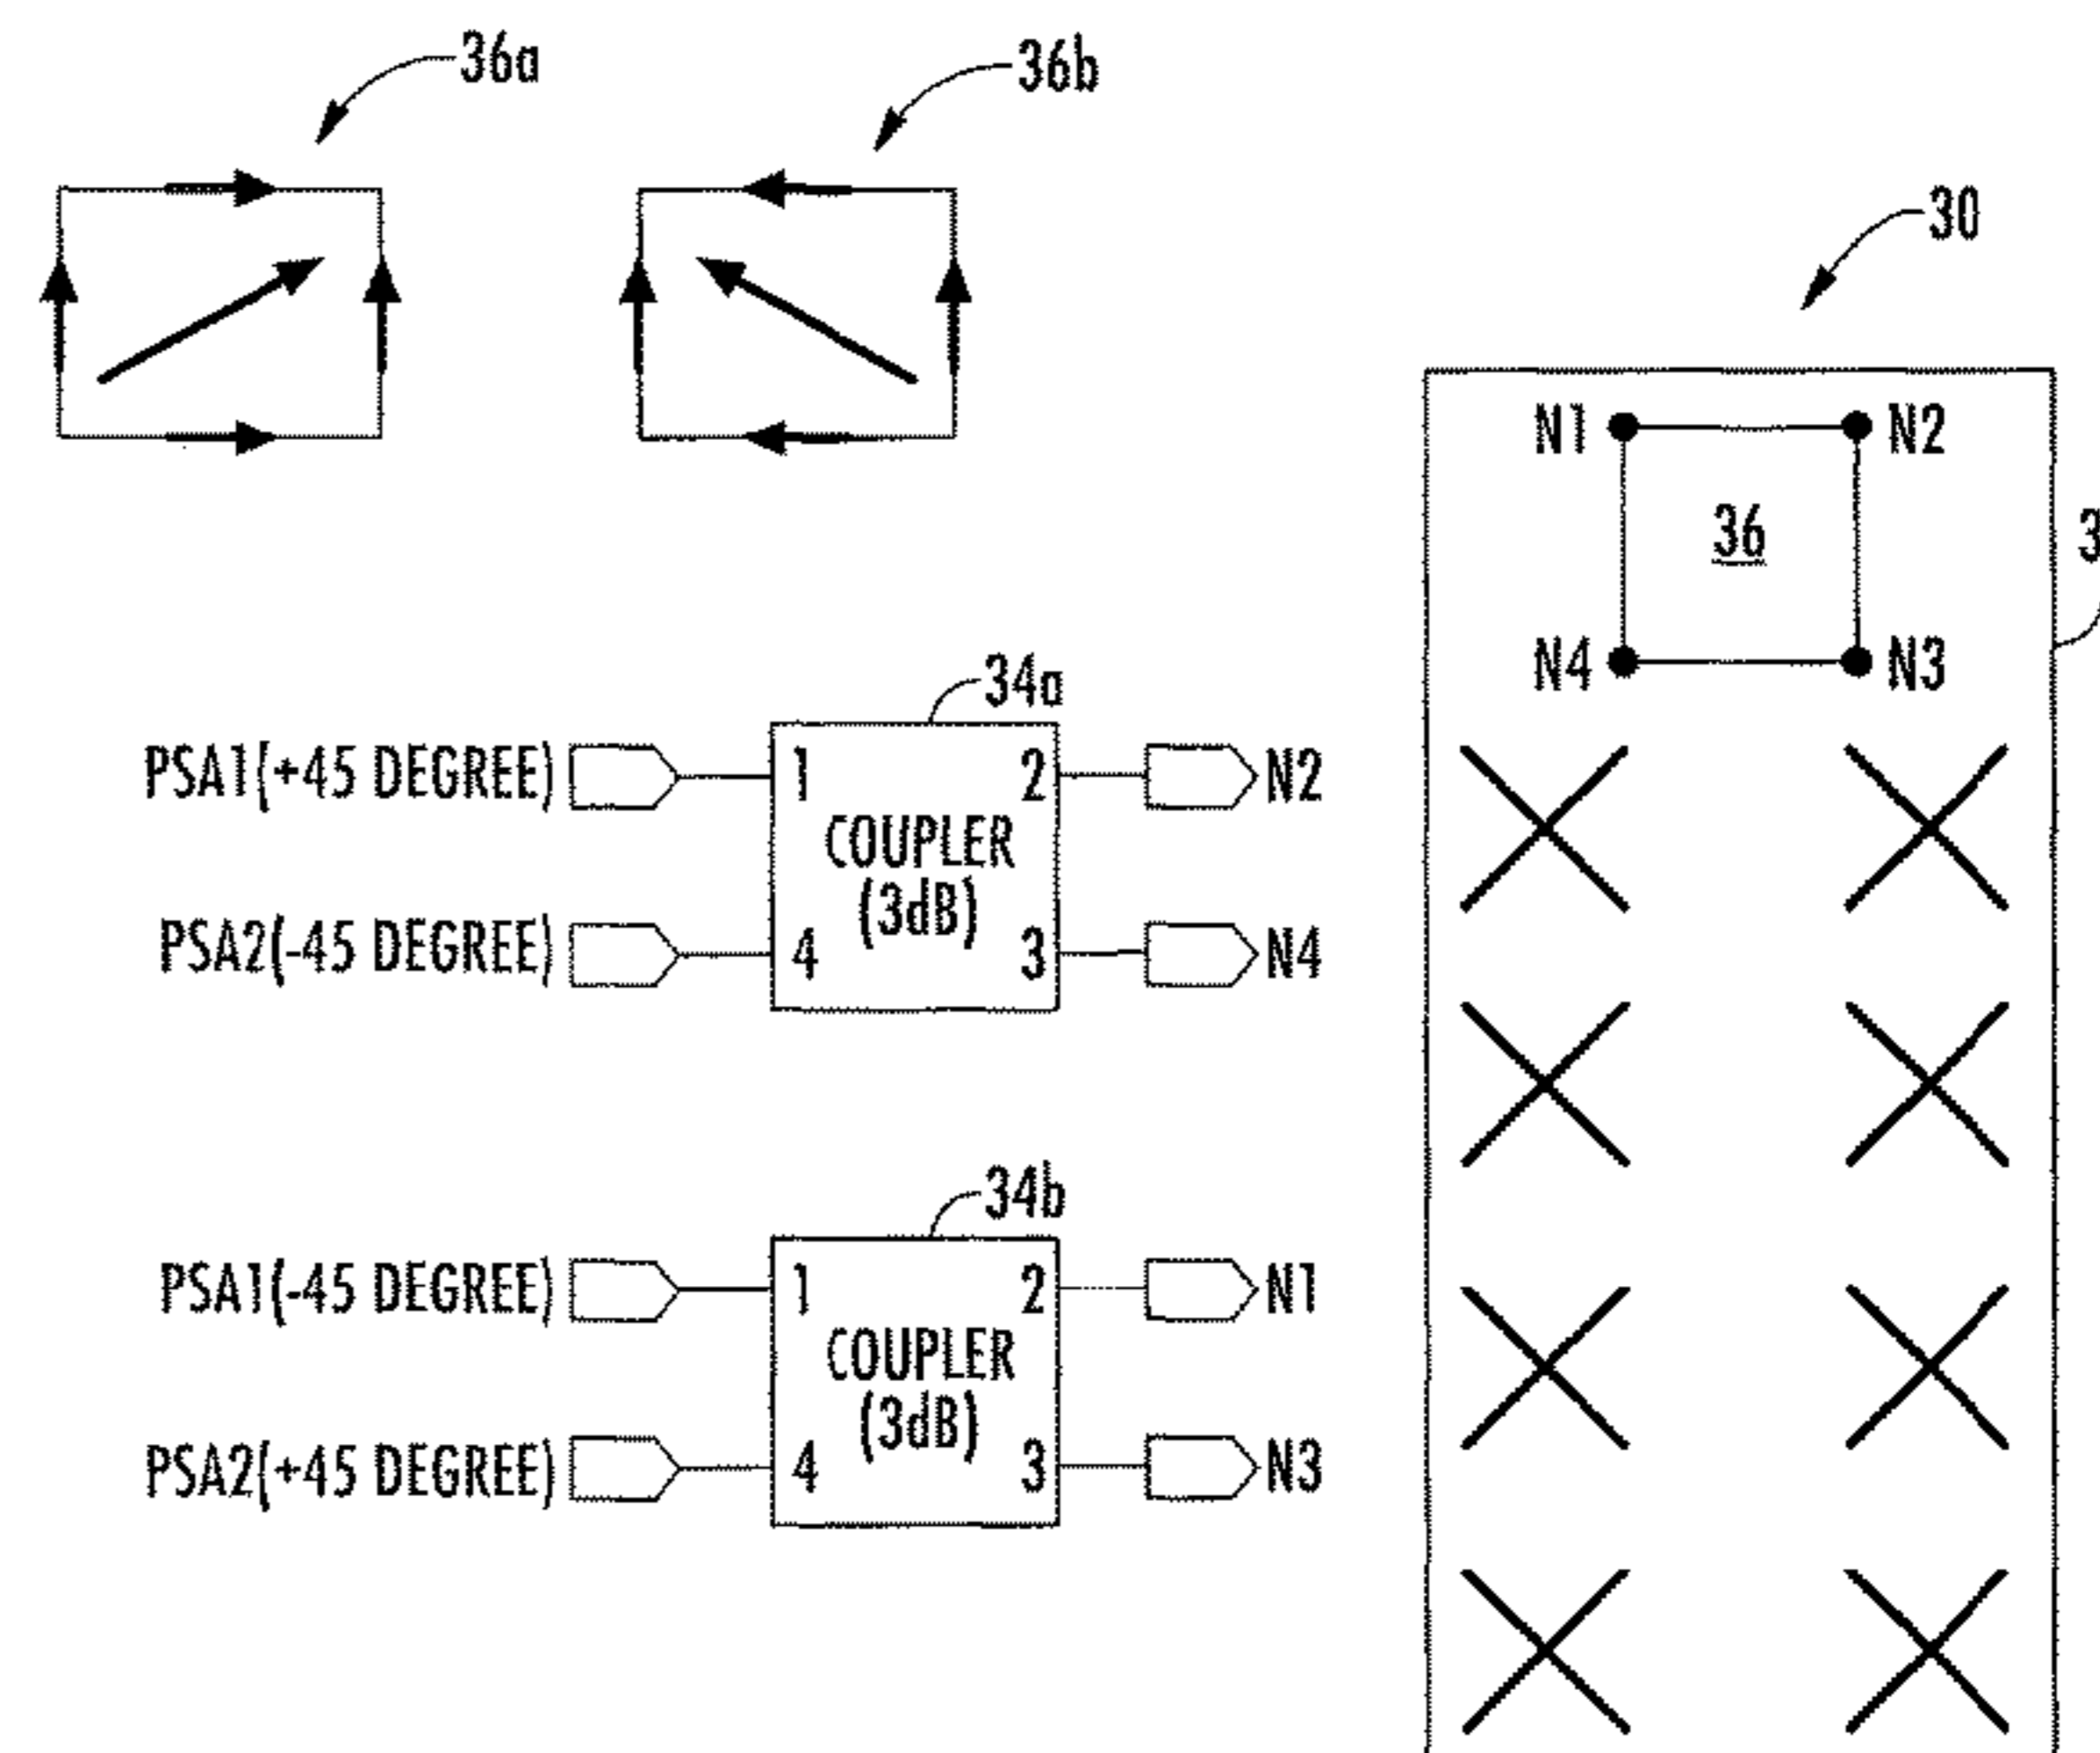 36a
36b
30
N1
N2
36
N4
N3
34a
PSA1(+45 DEGREE)
1
2
N2
COUPLER
(3dB)
PSA2(-45 DEGREE)
4
3
N4
34b
PSA1(-45 DEGREE)
1
2
N1
COUPLER
(3dB)
PSA2(+45 DEGREE)
4
3
N3